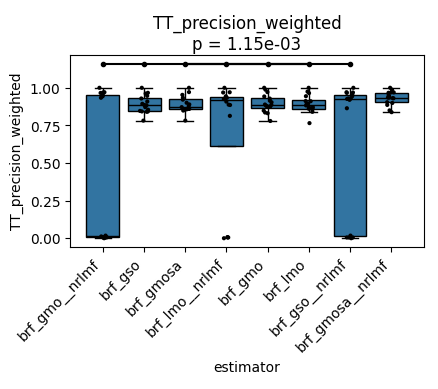 TT_precision_weighted
p = 1.15e-03
TT_precision_weighted
1.00
0.75
0.50
0.25
0.00
brf_gmo__nrlmf
brf_gso
brf_gmosa
brf_lmo__nrlmf
brf_gmo
brf_lmo
brf_gso__nrlmf
brf_gmosa__nrlmf
estimator